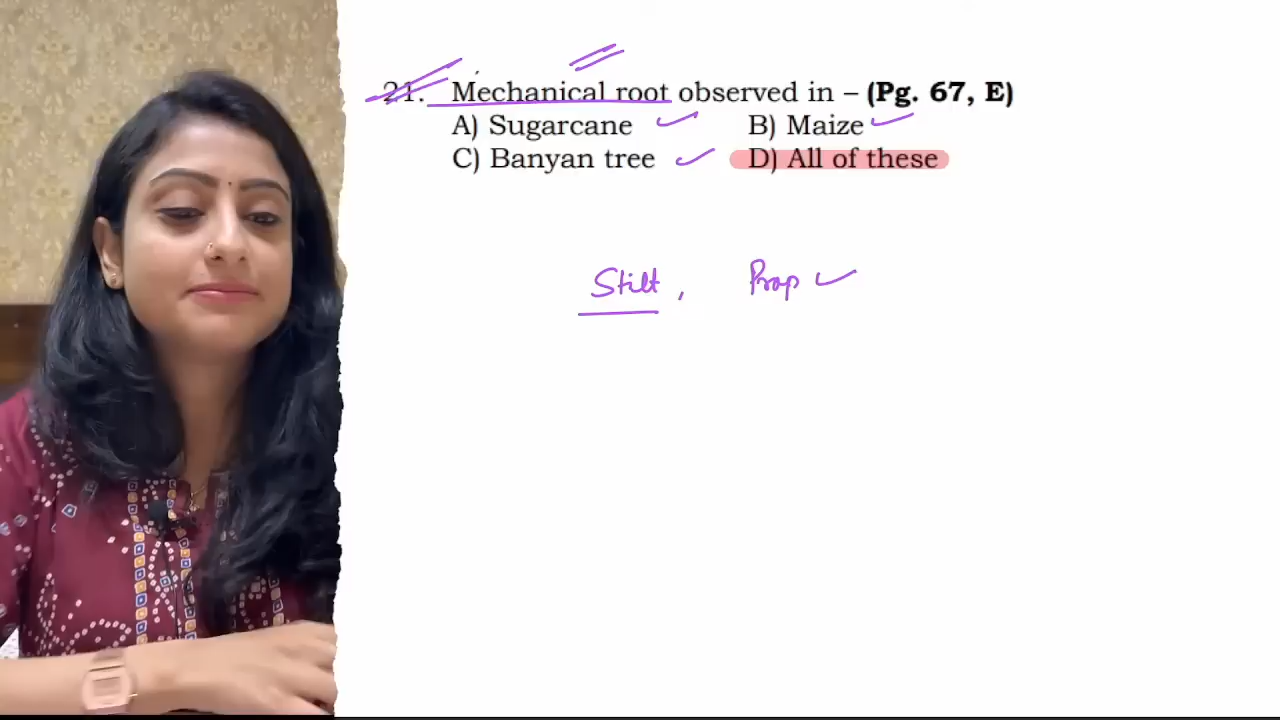 21. Mechanical root observed in – (Pg. 67, E)
A) Sugarcane B) Maize
C) Banyan tree D) All of these
Stilt, Prop